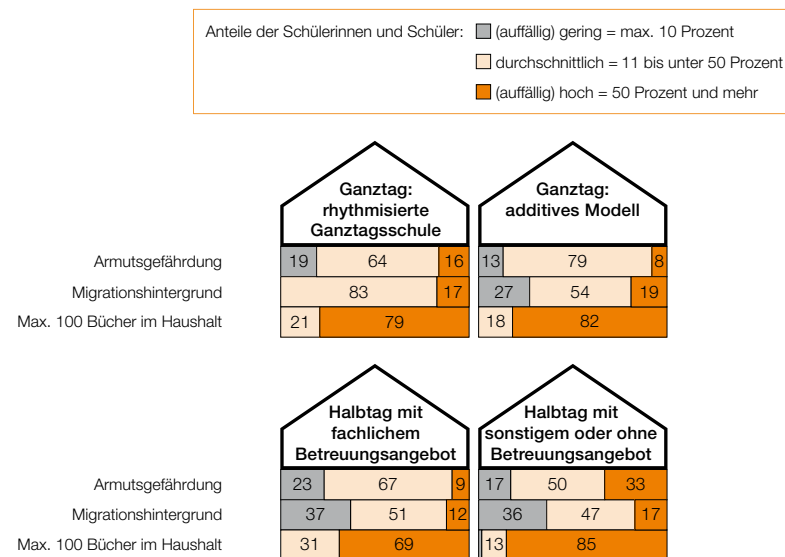 Anteile der Schülerinnen und Schüler: (auffällig) gering = max. 10 Prozent
durchschnittlich = 11 bis unter 50 Prozent
(auffällig) hoch = 50 Prozent und mehr
Ganztag:
rhythmisierte
Ganztagsschule
Ganztag:
additives Modell
Armutsgefährdung 19 64 16 13 79 8
Migrationshintergrund 83 17 27 54 19
Max. 100 Bücher im Haushalt 21 79 18 82
Halbtag mit
fachlichem
Betreuungsangebot
Halbtag mit
sonstigem oder ohne
Betreuungsangebot
Armutsgefährdung 23 67 9 17 50 33
Migrationshintergrund 37 51 12 36 47 17
Max. 100 Bücher im Haushalt 31 69 13 85